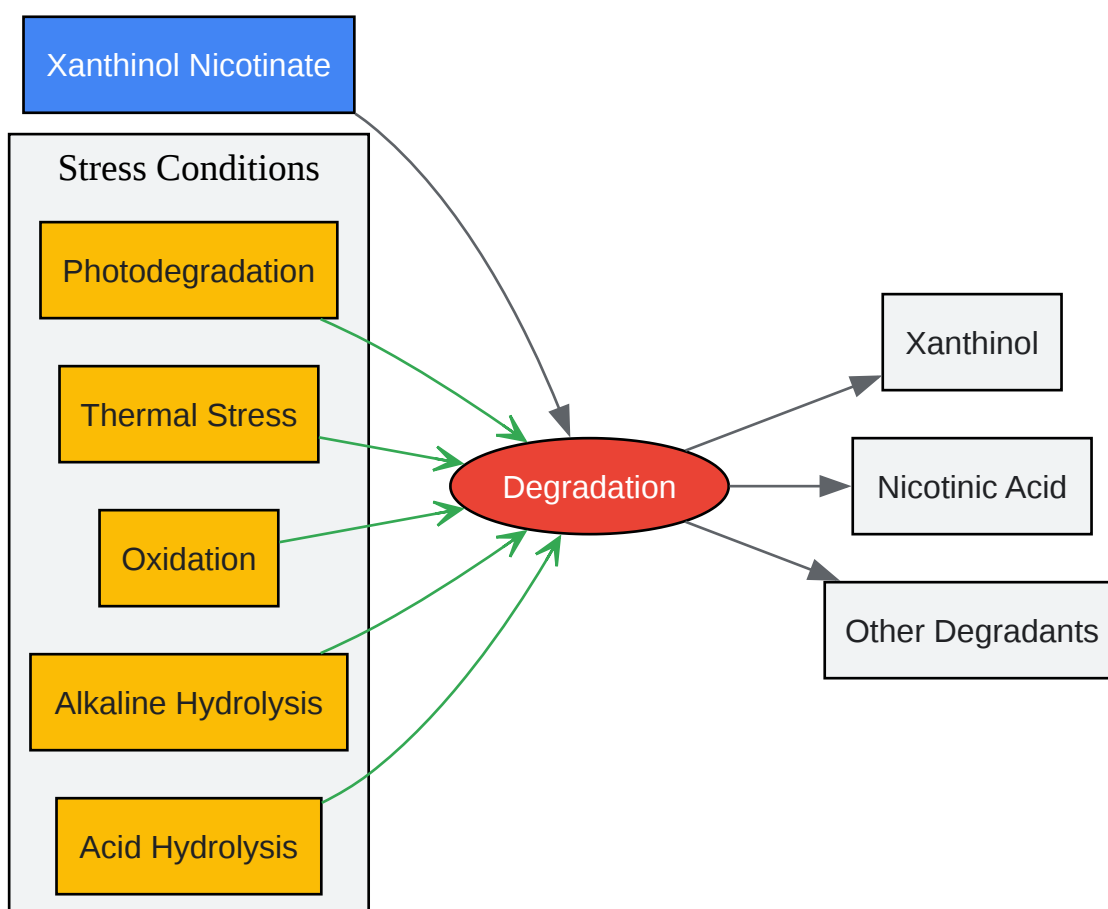 Xanthinol Nicotinate
Stress Conditions
Photodegradation
Thermal Stress
Oxidation
Alkaline Hydrolysis
Acid Hydrolysis
Degradation
Xanthinol
Nicotinic Acid
Other Degradants